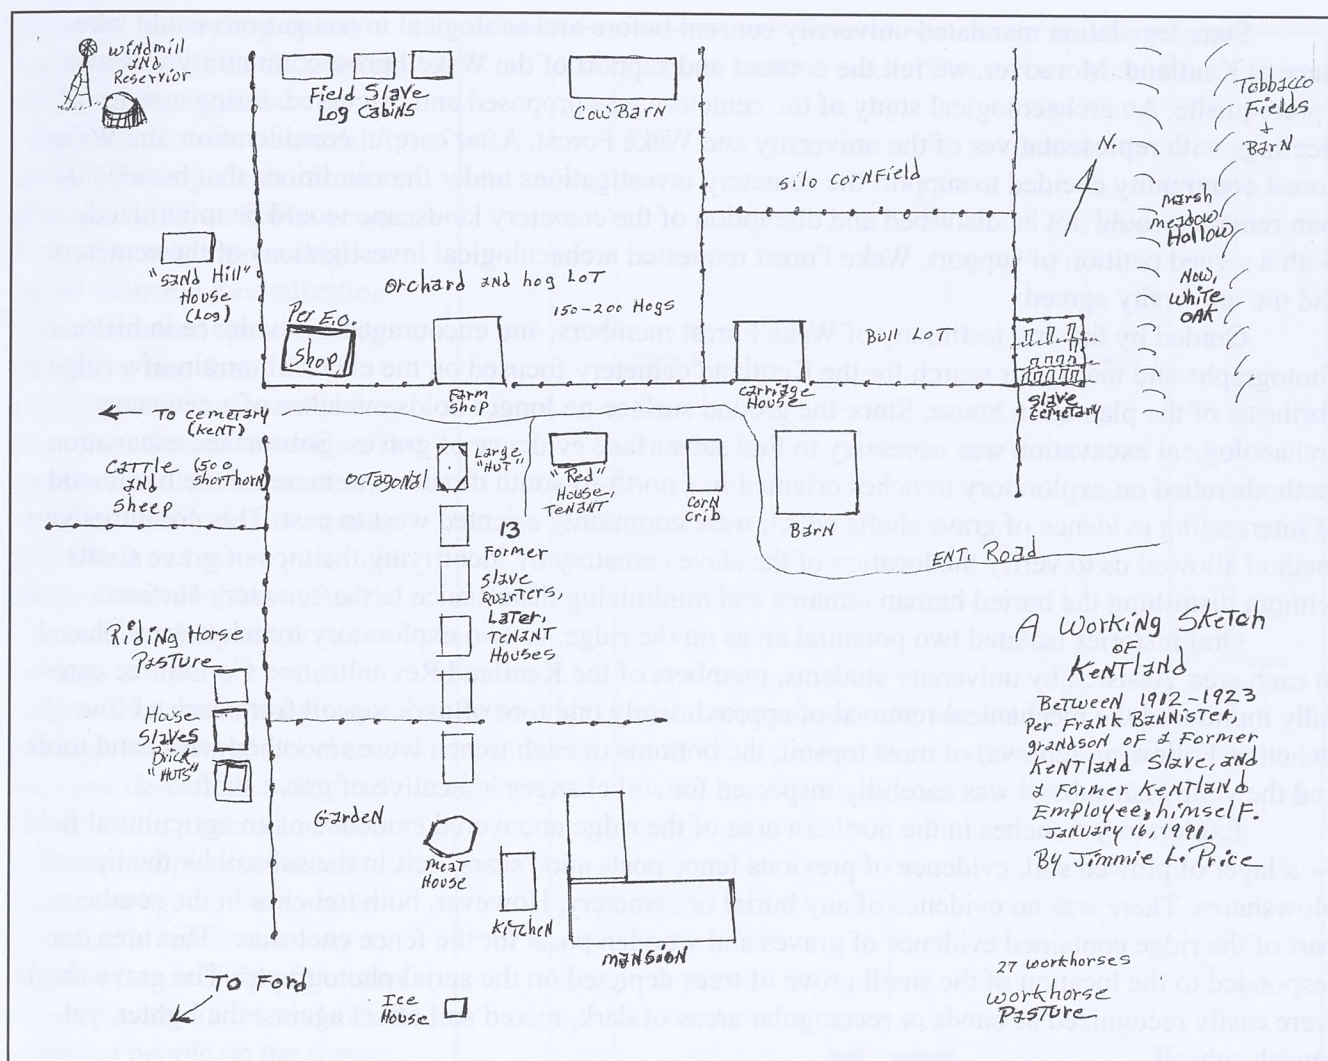 Windmill
and
Reservior
Field Slave
Log Cabins
Cow Barn
Tobbacco
Fields
+
Barn
N.
Silo Cornfield
Marsh
meadow
Hollow
Now,
White
Oak
"Sand Hill"
House
(Log)
Orchard and hog Lot
150-200 Hogs
Per E.O.
Shop
Bull Lot
Farm
Shop
Carriage
House
Slave
Cemetary
To Cemetary
(Kent)
Cattle
and
Sheep
(500
Shorthorn)
Octagonal
Large
"Hut"
"Red"
House,
Tenant
Corn
Crib
Barn
13
Former
Slave
Quarters,
Later,
Tenant
Houses
Ent. Road
Riding Horse
Pasture
House
Slaves
Brick
"Huts"
Garden
Meat
House
Kitchen
Mansion
To Ford
Ice
House
A Working Sketch
of
Kentland
Between 1912-1923
Per Frank Bannister,
grandson of a Former
Kentland Slave, and
a Former Kentland
Employee, himself.
January 16, 1991.
By Jimmie L. Price
27 workhorses
Workhorse
Pasture